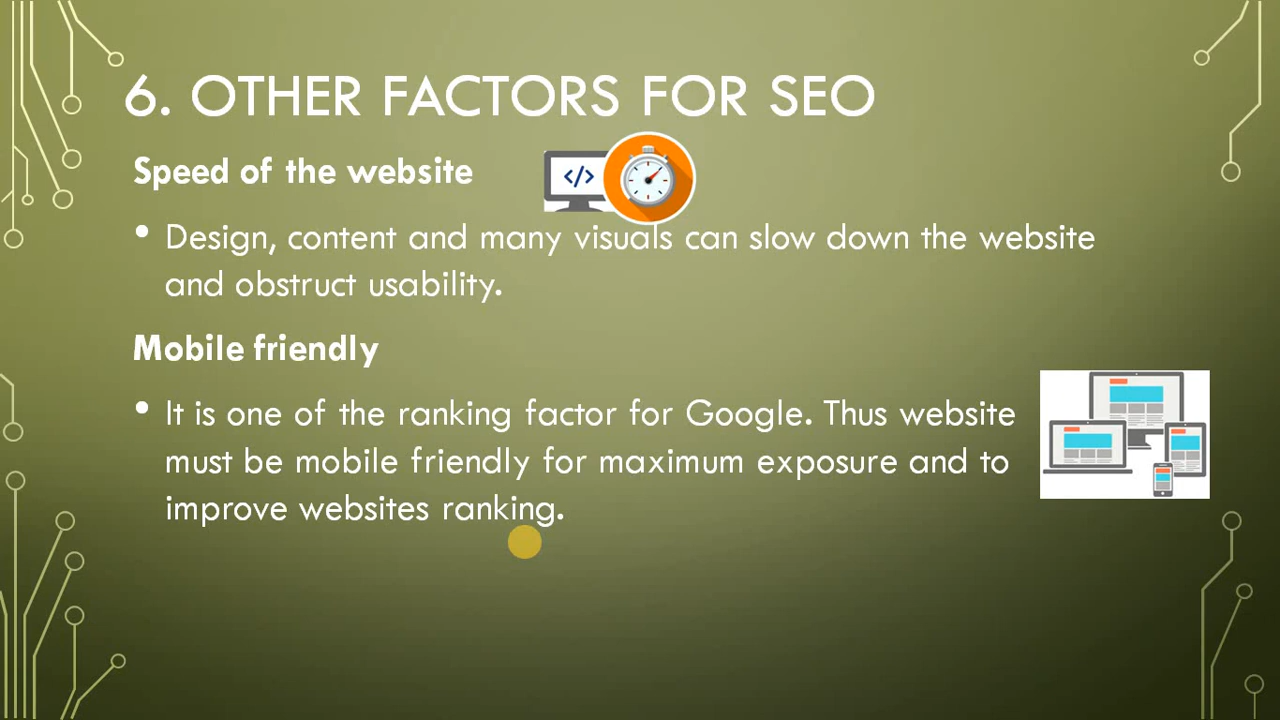 6. OTHER FACTORS FOR SEO
Speed of the website
</>
• Design, content and many visuals can slow down the website
and obstruct usability.
Mobile friendly
• It is one of the ranking factor for Google. Thus website
must be mobile friendly for maximum exposure and to
improve websites ranking.